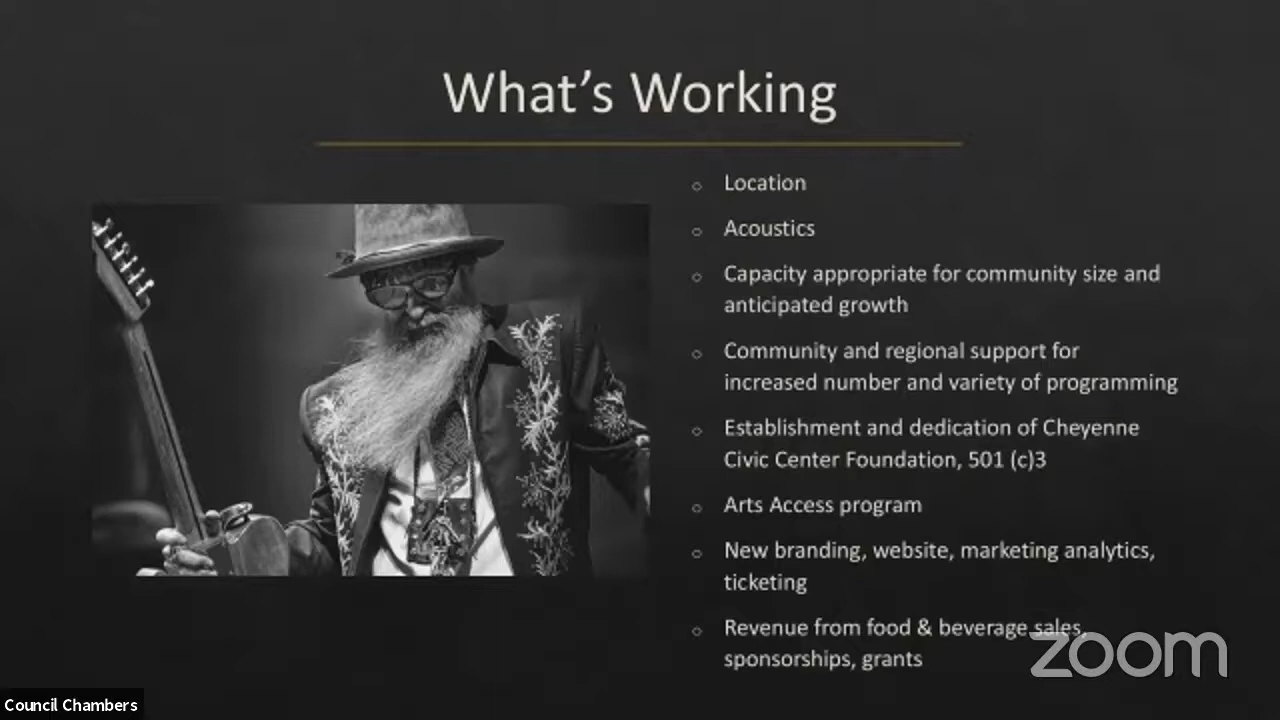 What's Working
Location
Acoustics
Capacity appropriate for community size and
anticipated growth
Community and regional support for
increased number and variety of programming
Establishment and dedication of Cheyenne
Civic Center Foundation, 501 (c)3
Arts Access program
New branding, website, marketing analytics,
ticketing
Revenue from food & beverage sales,
sponsorships, grants
zoom
Council Chambers